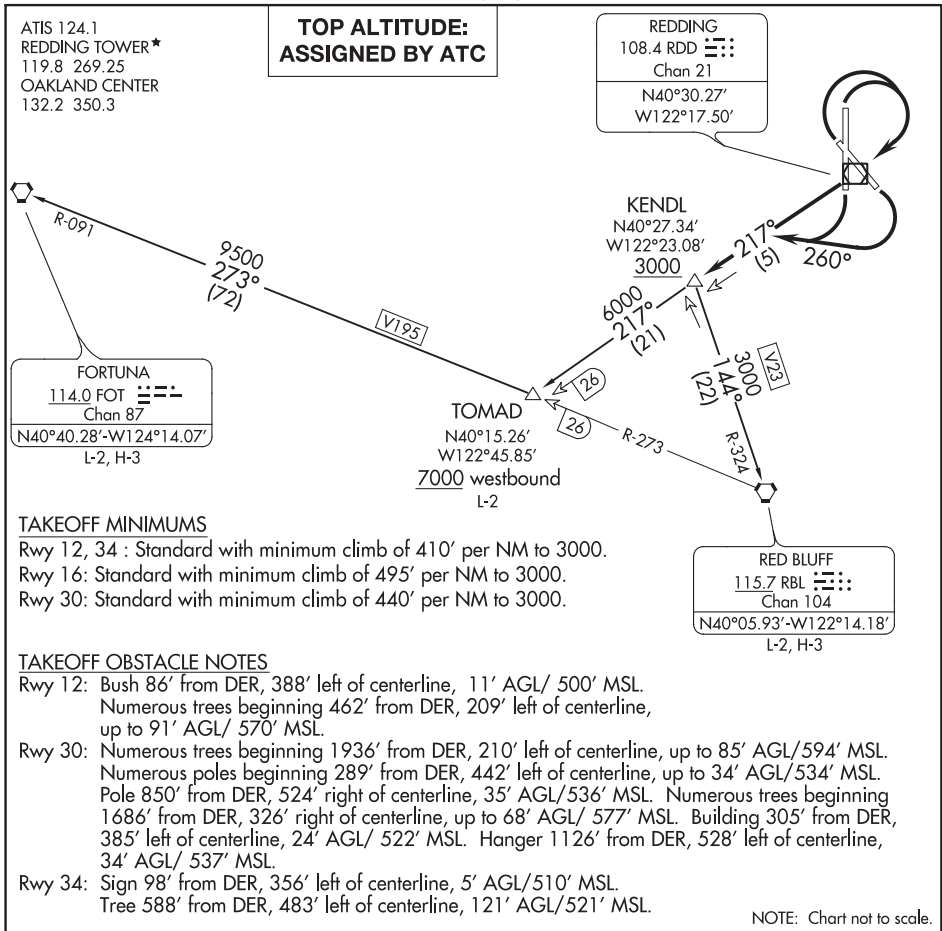 ATIS 124.1
REDDING TOWER★
119.8 269.25
OAKLAND CENTER
132.2 350.3
TOP ALTITUDE:
ASSIGNED BY ATC
REDDING
108.4 RDD
Chan 21
N40°30.27'
W122°17.50'
KENDL
N40°27.34'
W122°23.08'
3000
217°
(5)
260°
R-091
9500
273°
(72)
V195
6000
217°
(21)
3000
144°
(22)
V23
R-324
FORTUNA
114.0 FOT
Chan 87
N40°40.28'-W124°14.07'
L-2, H-3
TOMAD
N40°15.26'
W122°45.85'
7000 westbound
L-2
26
26
R-273
RED BLUFF
115.7 RBL
Chan 104
N40°05.93'-W122°14.18'
L-2, H-3
TAKEOFF MINIMUMS
Rwy 12, 34 : Standard with minimum climb of 410' per NM to 3000.
Rwy 16: Standard with minimum climb of 495' per NM to 3000.
Rwy 30: Standard with minimum climb of 440' per NM to 3000.
TAKEOFF OBSTACLE NOTES
Rwy 12: Bush 86' from DER, 388' left of centerline, 11' AGL/ 500' MSL.
Numerous trees beginning 462' from DER, 209' left of centerline,
up to 91' AGL/ 570' MSL.
Rwy 30: Numerous trees beginning 1936' from DER, 210' left of centerline, up to 85' AGL/594' MSL.
Numerous poles beginning 289' from DER, 442' left of centerline, up to 34' AGL/534' MSL.
Pole 850' from DER, 524' right of centerline, 35' AGL/536' MSL. Numerous trees beginning
1686' from DER, 326' right of centerline, up to 68' AGL/ 577' MSL. Building 305' from DER,
385' left of centerline, 24' AGL/ 522' MSL. Hanger 1126' from DER, 528' left of centerline,
34' AGL/ 537' MSL.
Rwy 34: Sign 98' from DER, 356' left of centerline, 5' AGL/510' MSL.
Tree 588' from DER, 483' left of centerline, 121' AGL/521' MSL.
NOTE: Chart not to scale.